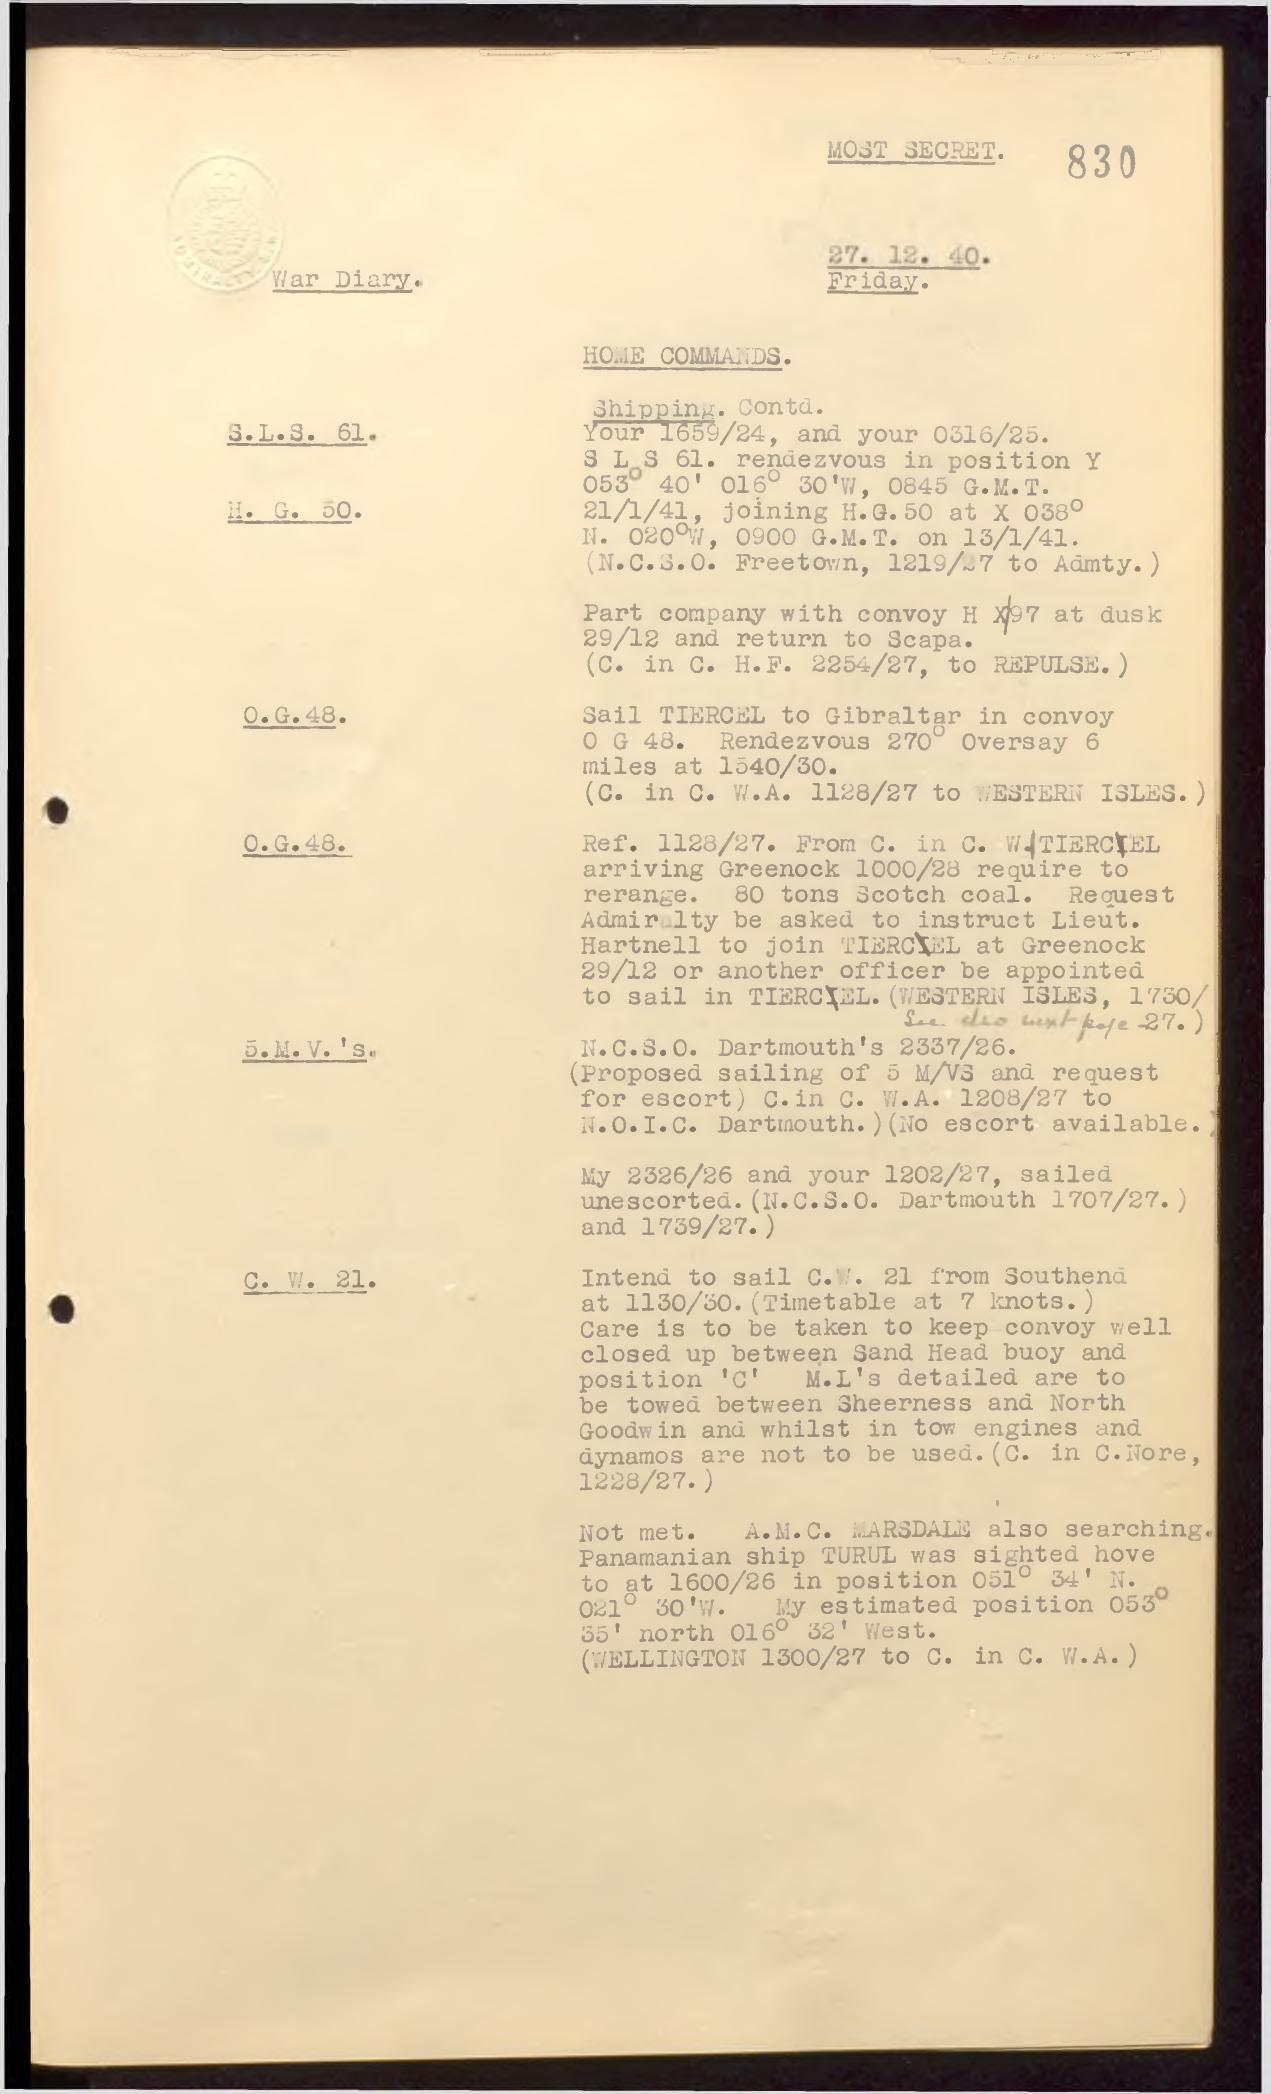 MOST SECRET. 830
27. 12. 40.
War Diary. Friday.
HOME COMMANDS.
Shipping. Contd.
S.L.S. 61. Your 1659/24, and your 0316/25.
S L S 61. rendezvous in position Y
053° 40' 016° 30'W, 0845 G.M.T.
H. G. 50. 21/1/41, joining H.G.50 at X 038°
N. 020°W, 0900 G.M.T. on 13/1/41.
(N.C.S.O. Freetown, 1219/27 to Admty.)
Part company with convoy H X 97 at dusk
29/12 and return to Scapa.
(C. in C. H.F. 2254/27, to REPULSE.)
O.G.48. Sail TIERCEL to Gibraltar in convoy
O G 48. Rendezvous 270° Oversay 6
miles at 1540/30.
(C. in C. W.A. 1128/27 to WESTERN ISLES.)
O.G.48. Ref. 1128/27. From C. in C. W. TIERCEL
arriving Greenock 1000/28 require to
rerange. 80 tons Scotch coal. Request
Admiralty be asked to instruct Lieut.
Hartnell to join TIERCEL at Greenock
29/12 or another officer be appointed
to sail in TIERCEL. (WESTERN ISLES, 1730/
See also next page 27.)
5.M.V.'s. N.C.S.O. Dartmouth's 2337/26.
(Proposed sailing of 5 M/VS and request
for escort) C.in C. W.A. 1208/27 to
N.O.I.C. Dartmouth.)(No escort available.)
My 2326/26 and your 1202/27, sailed
unescorted.(N.C.S.O. Dartmouth 1707/27.)
and 1739/27.)
C. W. 21. Intend to sail C.W. 21 from Southend
at 1130/30.(Timetable at 7 knots.)
Care is to be taken to keep convoy well
closed up between Sand Head buoy and
position 'C' M.L's detailed are to
be towed between Sheerness and North
Goodwin and whilst in tow engines and
dynamos are not to be used.(C. in C.Nore,
1228/27.)
Not met. A.M.C. MARSDALE also searching.
Panamanian ship TURUL was sighted hove
to at 1600/26 in position 051° 34' N.
021° 30'W. My estimated position 053°
35' north 016° 32' West.
(WELLINGTON 1300/27 to C. in C. W.A.)